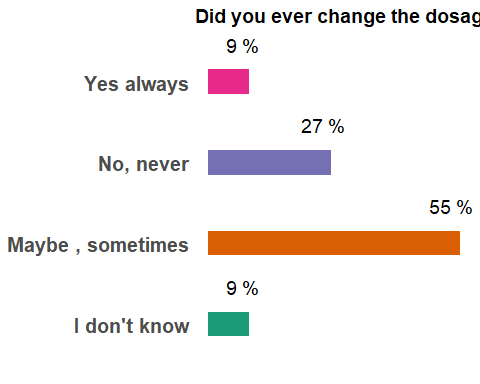 Did you ever change the dosag
9 %
Yes always
27 %
No, never
55 %
Maybe , sometimes
9 %
I don't know